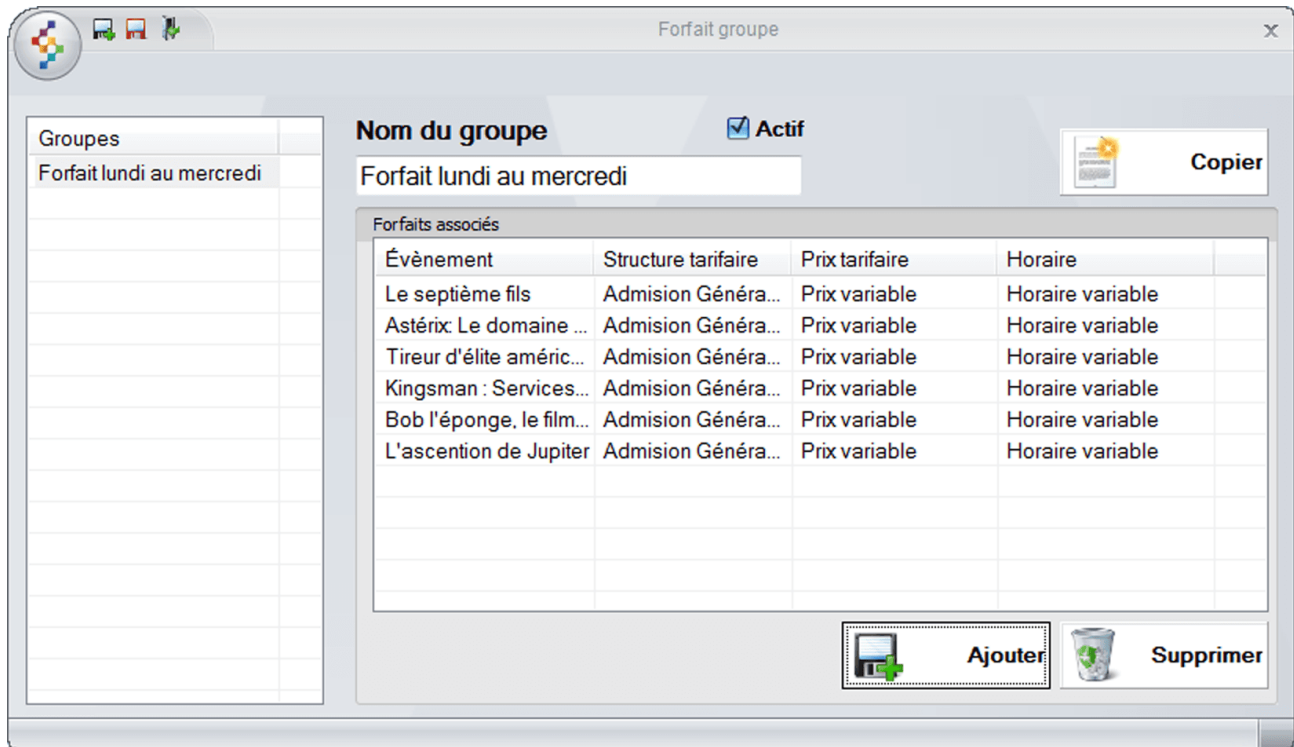 Forfait groupe
x
Groupes
Forfait lundi au mercredi
Nom du groupe
Actif
Forfait lundi au mercredi
Copier
Forfaits associés
Évènement Structure tarifaire Prix tarifaire Horaire
Le septième fils Admision Généra... Prix variable Horaire variable
Astérix: Le domaine ... Admision Généra... Prix variable Horaire variable
Tireur d'élite améric... Admision Généra... Prix variable Horaire variable
Kingsman : Services... Admision Généra... Prix variable Horaire variable
Bob l'éponge, le film... Admision Généra... Prix variable Horaire variable
L'ascention de Jupiter Admision Généra... Prix variable Horaire variable
Ajouter
Supprimer